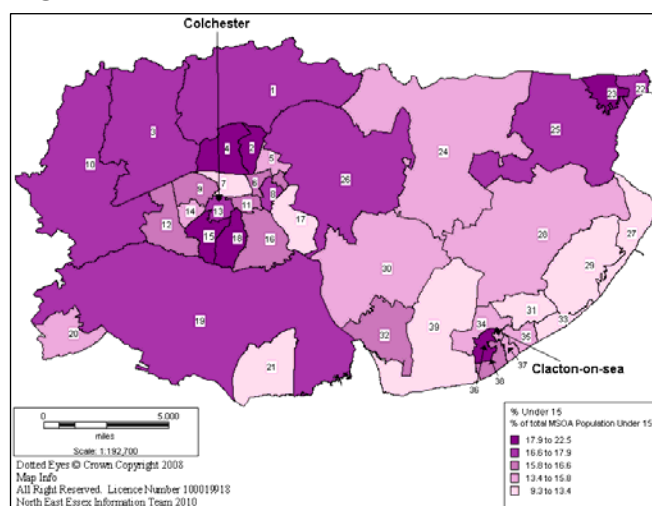 Colchester
1
3
4
2
10
5
9
7
6
8
26
24
25
23
22
14
13
11
12
15
18
16
17
27
28
29
30
19
20
21
32
39
31
33
34
35
37
36
38
Clacton-on-sea
0 5.000
miles
Scale: 1:192,700
Dotted Eyes © Crown Copyright 2008
Map Info
All Right Reserved. Licence Number 100019918
North East Essex Information Team 2010
% Under 15
% of total MSOA Population Under 15
17.9 to 22.5
16.6 to 17.9
15.8 to 16.6
13.4 to 15.8
9.3 to 13.4